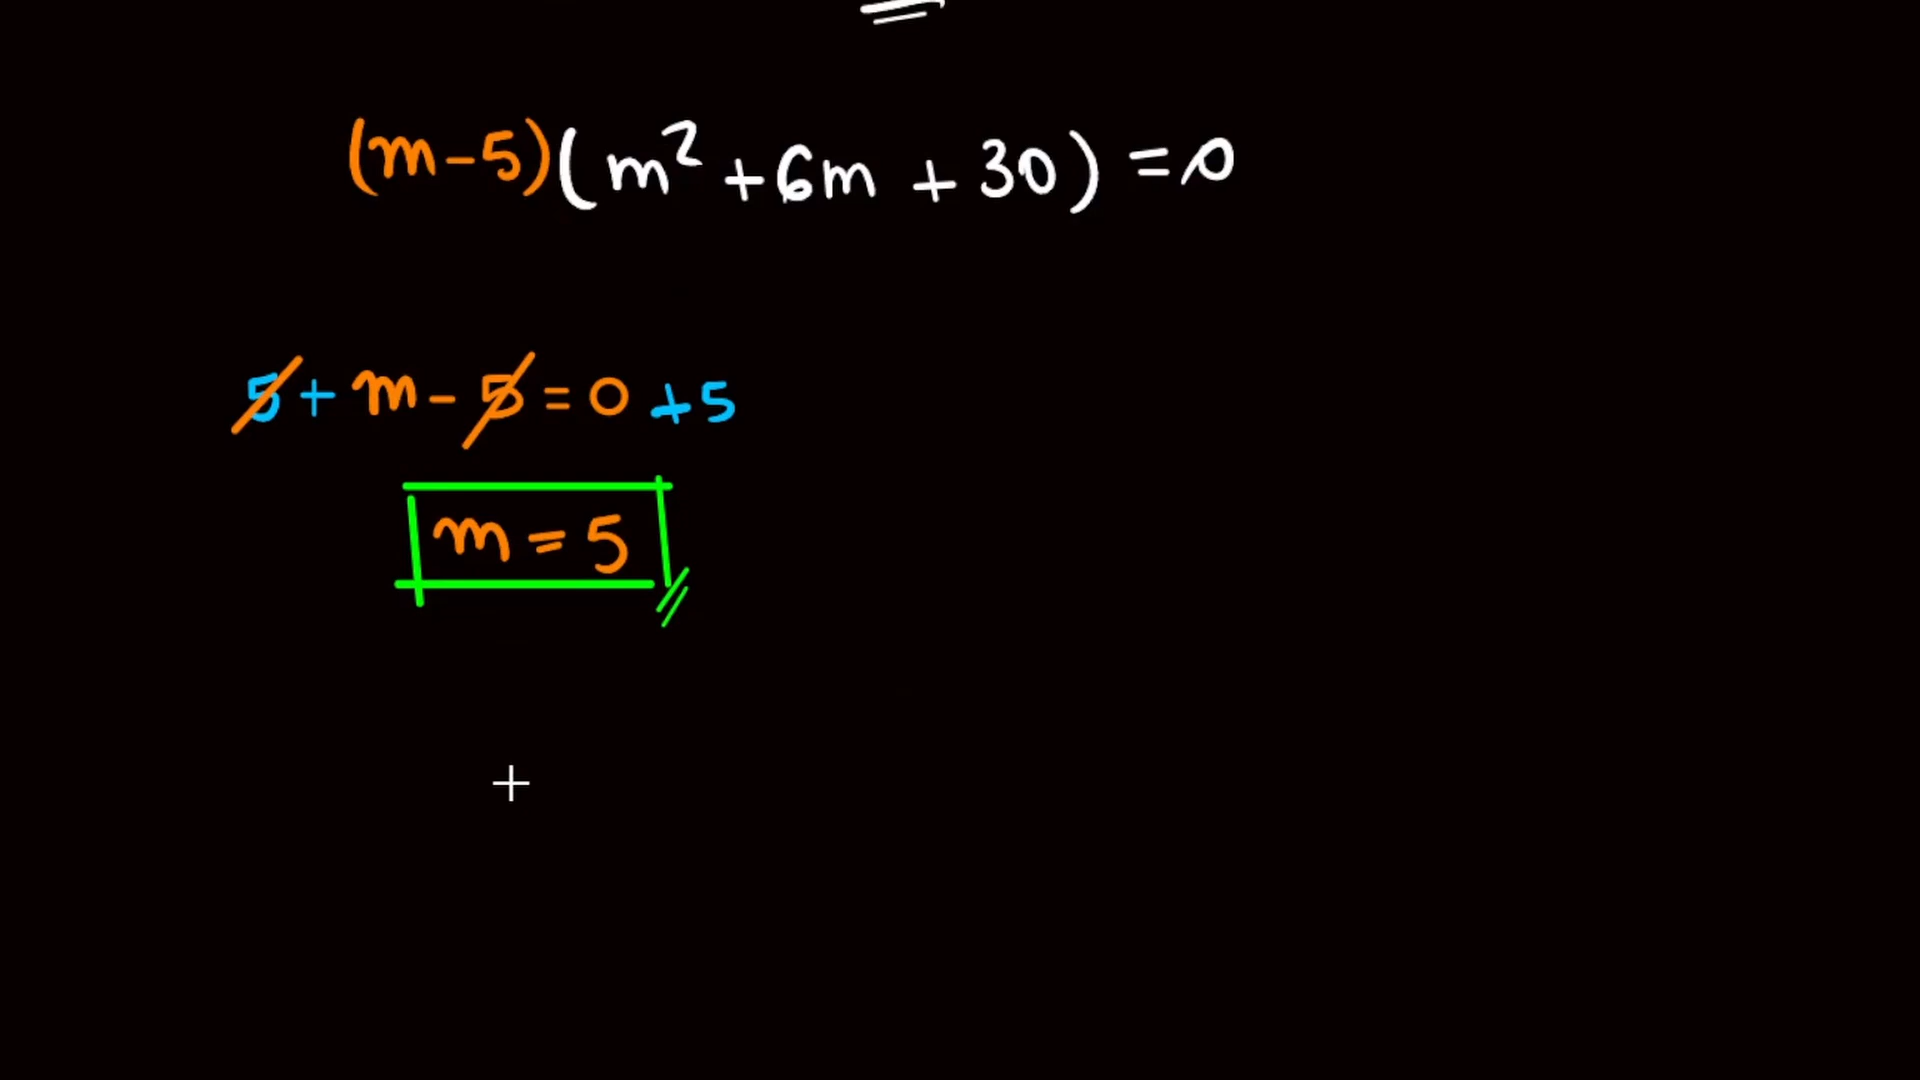 (m-5)(m² +6m + 30) =0
5 + m - 5 = 0 +5
m = 5